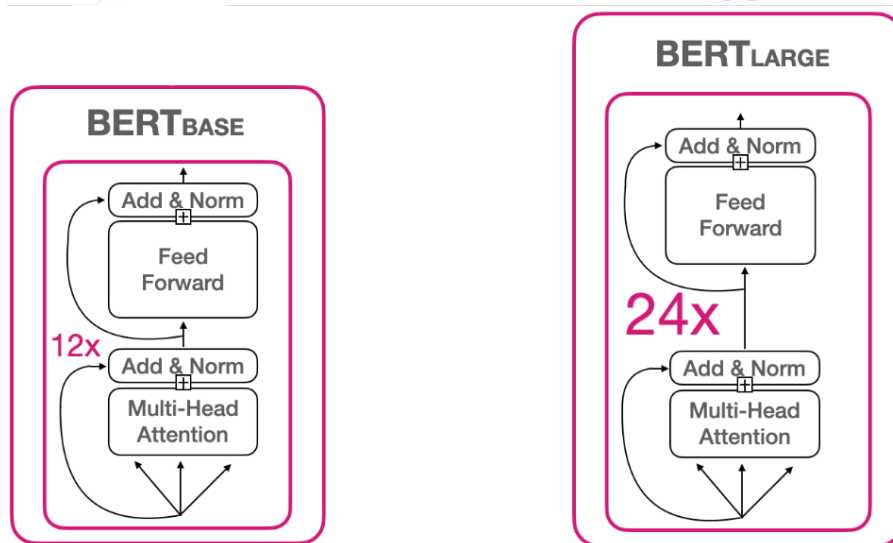 BERTBASE
Add & Norm
+
Feed
Forward
12x
Add & Norm
+
Multi-Head
Attention
BERTLARGE
Add & Norm
+
Feed
Forward
24x
Add & Norm
+
Multi-Head
Attention